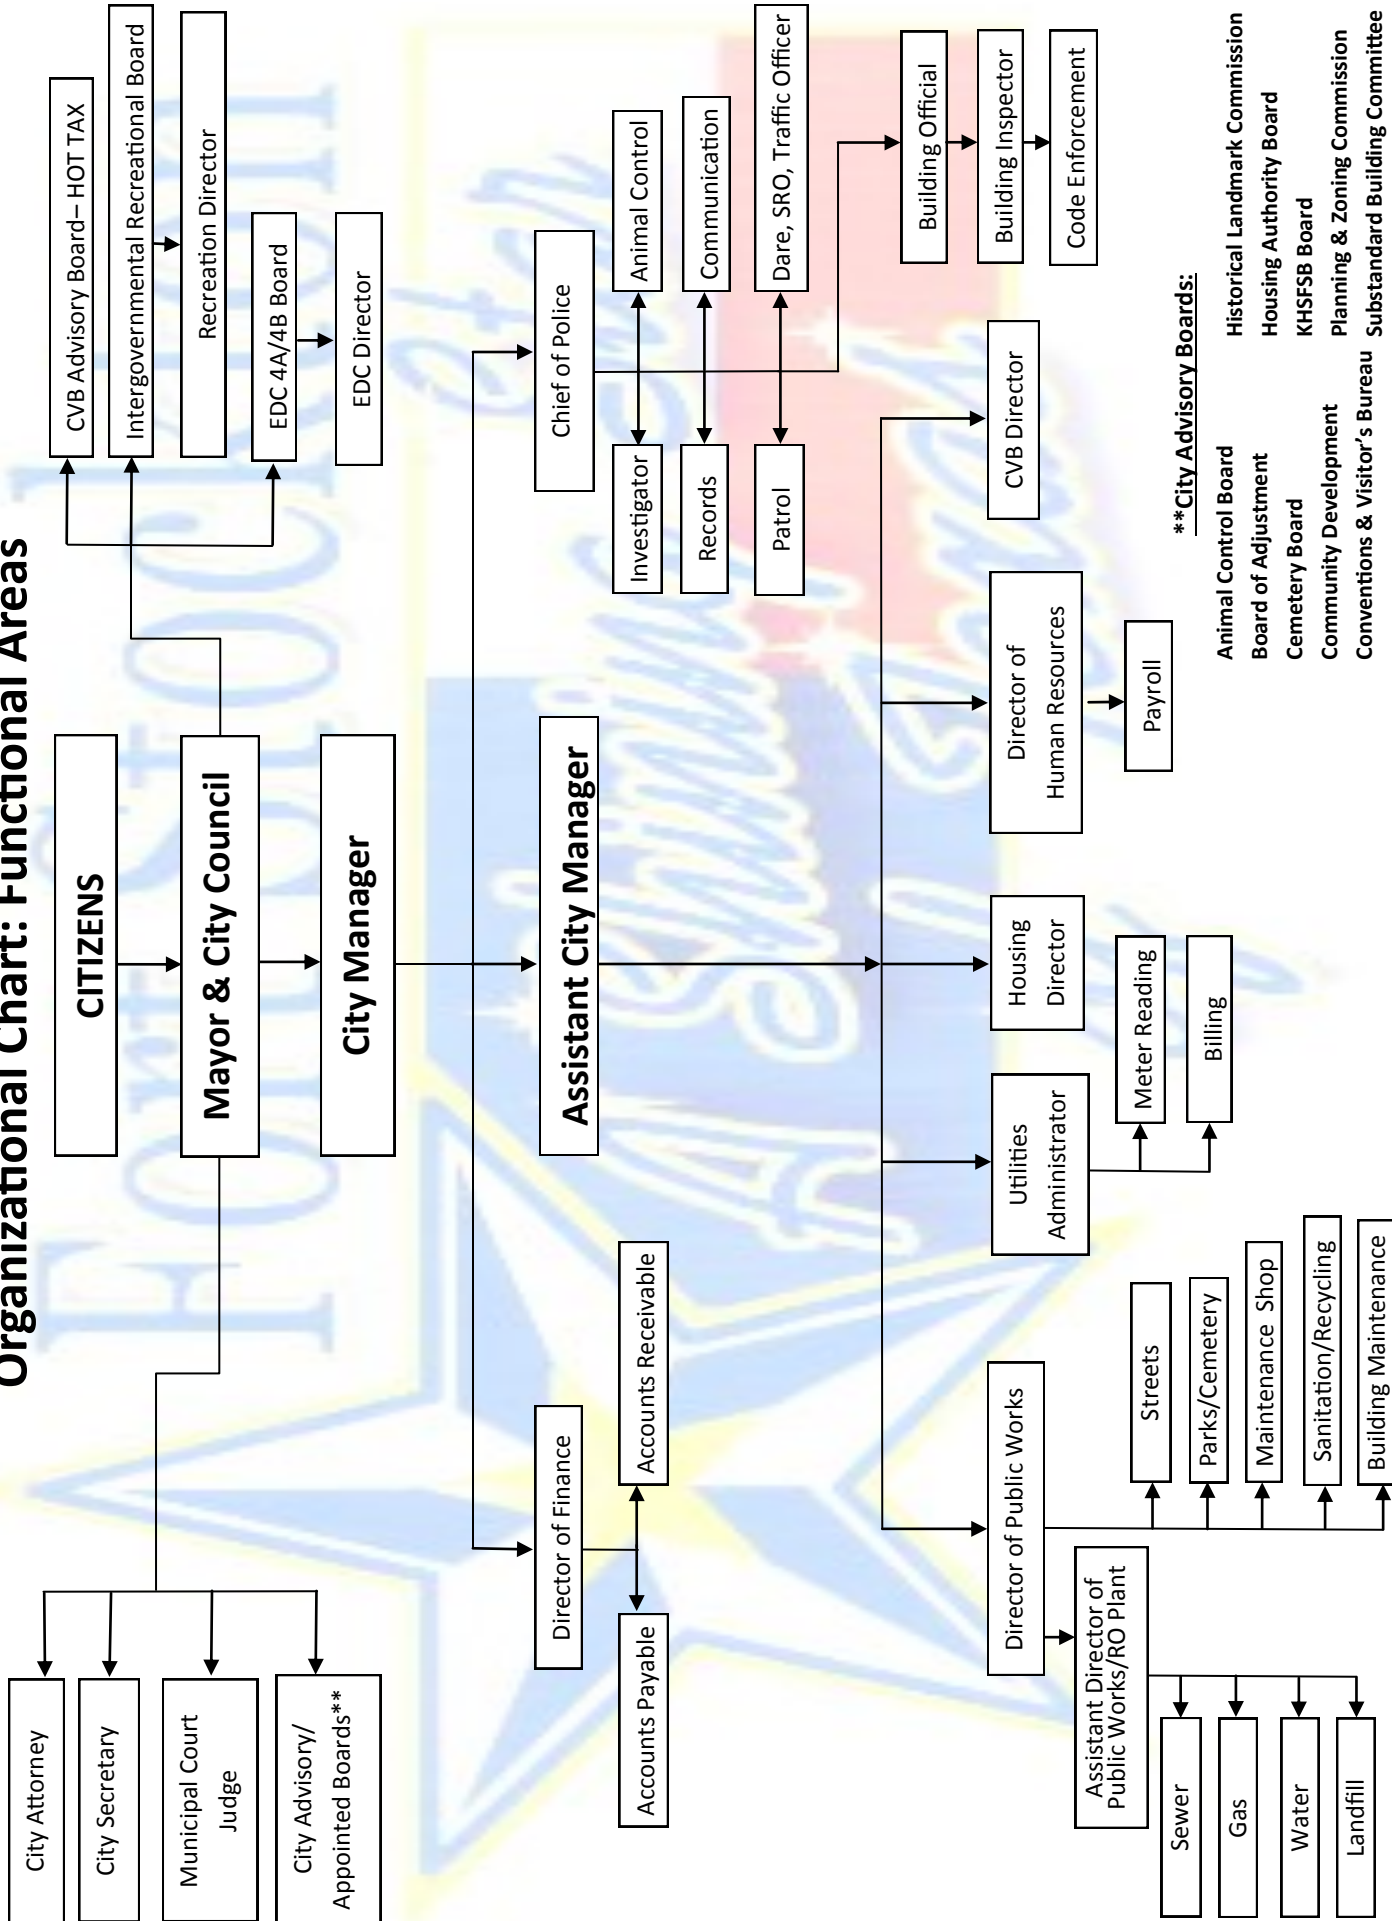 Organizational Chart: Functional Areas
CITIZENS
Mayor & City Council
City Manager
City Attorney
City Secretary
Municipal Court
Judge
City Advisory/
Appointed Boards**
CVB Advisory Board– HOT TAX
Intergovernmental Recreational Board
Recreation Director
EDC 4A/4B Board
EDC Director
Director of Finance
Accounts Payable
Accounts Receivable
Assistant City Manager
Chief of Police
Investigator
Animal Control
Records
Communication
Patrol
Dare, SRO, Traffic Officer
Building Official
Building Inspector
Code Enforcement
Director of Public Works
Assistant Director of
Public Works/RO Plant
Sewer
Gas
Water
Landfill
Streets
Parks/Cemetery
Maintenance Shop
Sanitation/Recycling
Building Maintenance
Utilities
Administrator
Meter Reading
Billing
Housing
Director
Director of
Human Resources
Payroll
CVB Director
**City Advisory Boards:
Animal Control Board
Board of Adjustment
Cemetery Board
Community Development
Conventions & Visitor's Bureau
Historical Landmark Commission
Housing Authority Board
KHSFSB Board
Planning & Zoning Commission
Substandard Building Committee
Fort Stockton